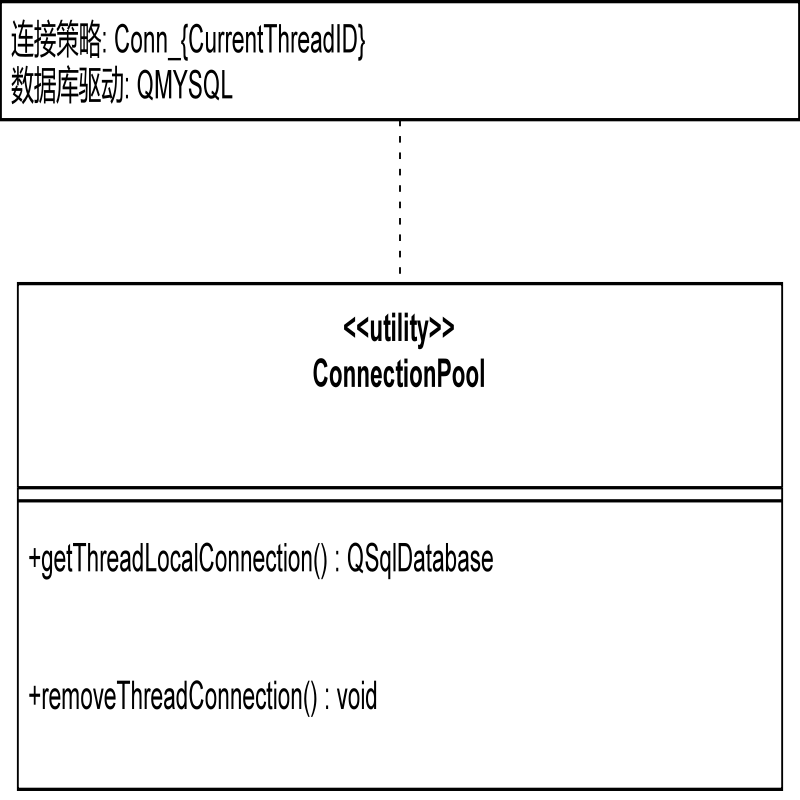 连接策略: Conn_{CurrentThreadID}
数据库驱动: QMYSQL
<<utility>>
ConnectionPool
+getThreadLocalConnection() : QSqlDatabase
+removeThreadConnection() : void